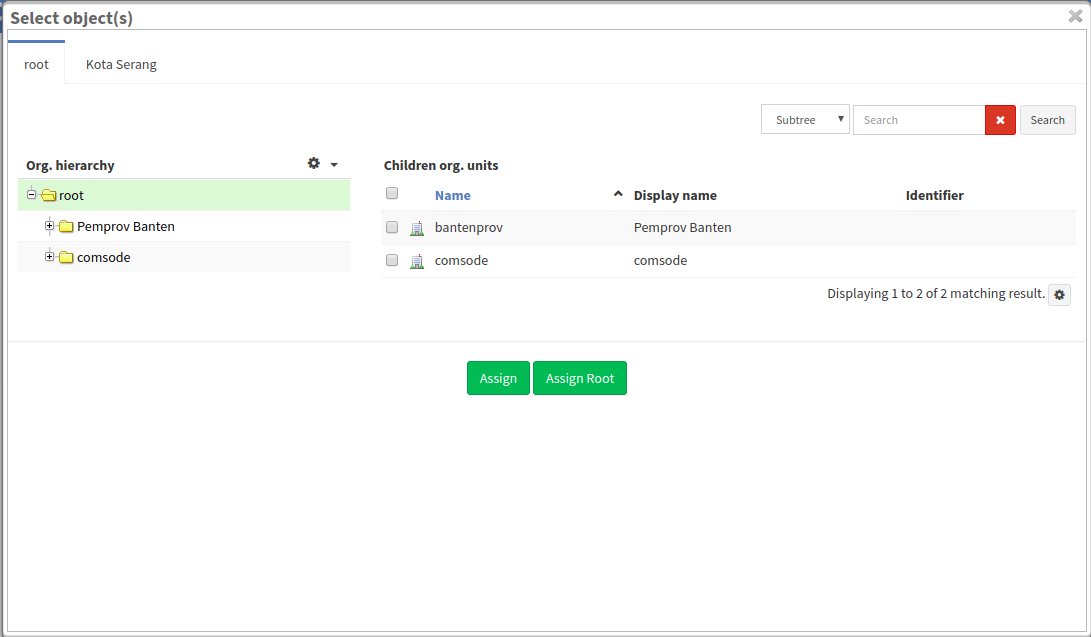 Select object(s)
root Kota Serang
Subtree Search Search
Org. hierarchy
root
Pemprov Banten
comsode
Children org. units
Name Display name Identifier
bantenprov Pemprov Banten
comsode comsode
Displaying 1 to 2 of 2 matching result.
Assign Assign Root